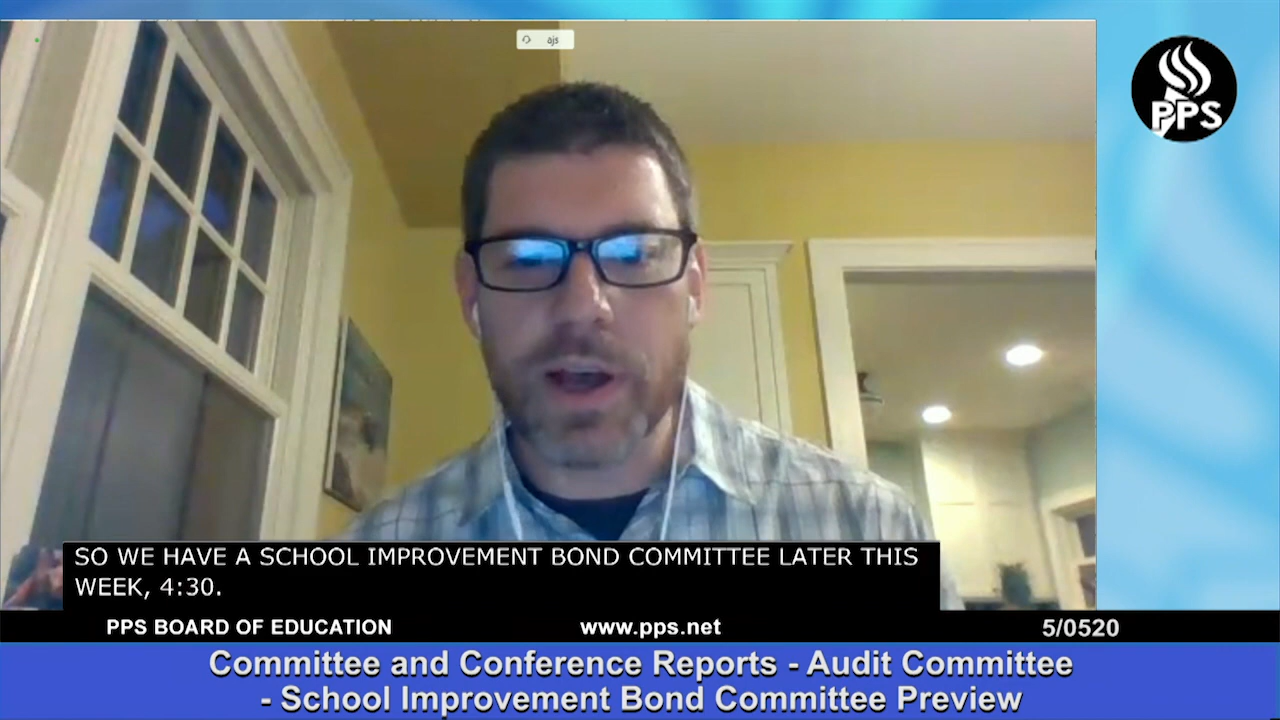 ajs
PPS
SO WE HAVE A SCHOOL IMPROVEMENT BOND COMMITTEE LATER THIS
WEEK, 4:30.
PPS BOARD OF EDUCATION www.pps.net 5/0520
Committee and Conference Reports - Audit Committee
- School Improvement Bond Committee Preview